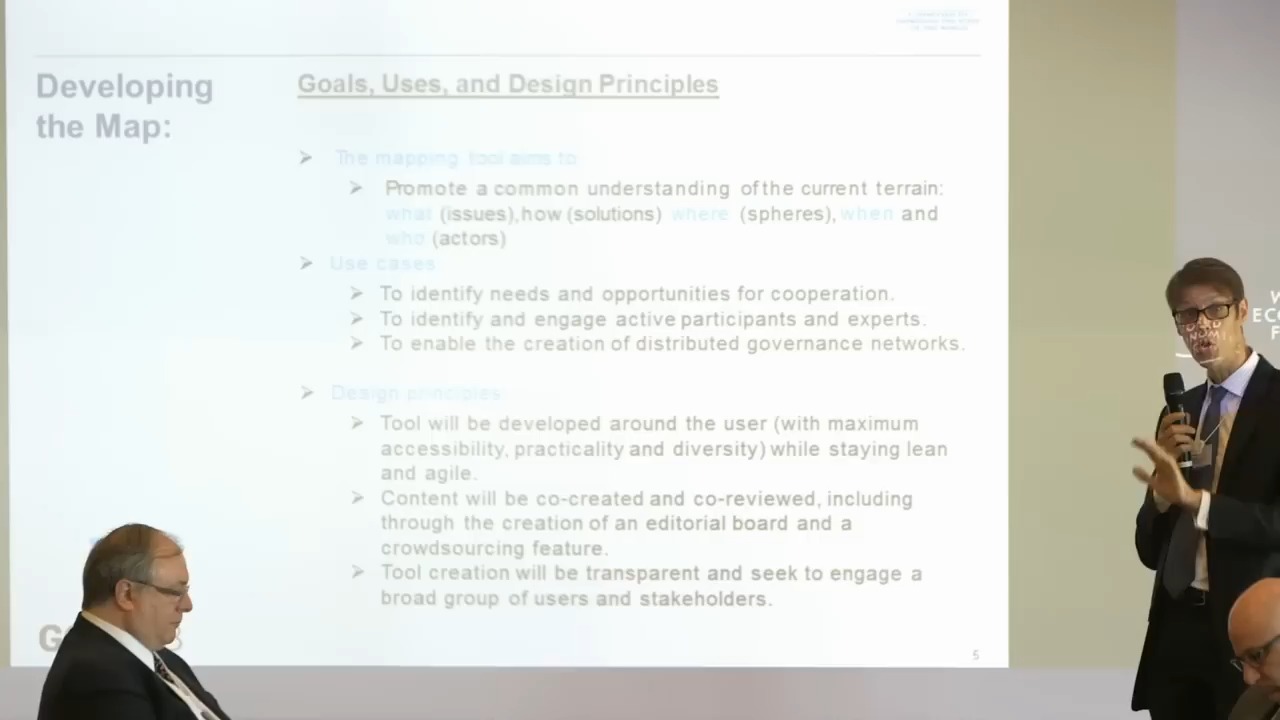 Developing
the Map:
Goals, Uses, and Design Principles
The mapping tool aims to
Promote a common understanding of the current terrain:
what (issues), how (solutions) where (spheres), when and
who (actors)
Use cases
To identify needs and opportunities for cooperation.
To identify and engage active participants and experts.
To enable the creation of distributed governance networks.
Design principles
Tool will be developed around the user (with maximum
accessibility, practicality and diversity) while staying lean
and agile.
Content will be co-created and co-reviewed, including
through the creation of an editorial board and a
crowdsourcing feature.
Tool creation will be transparent and seek to engage a
broad group of users and stakeholders.
5